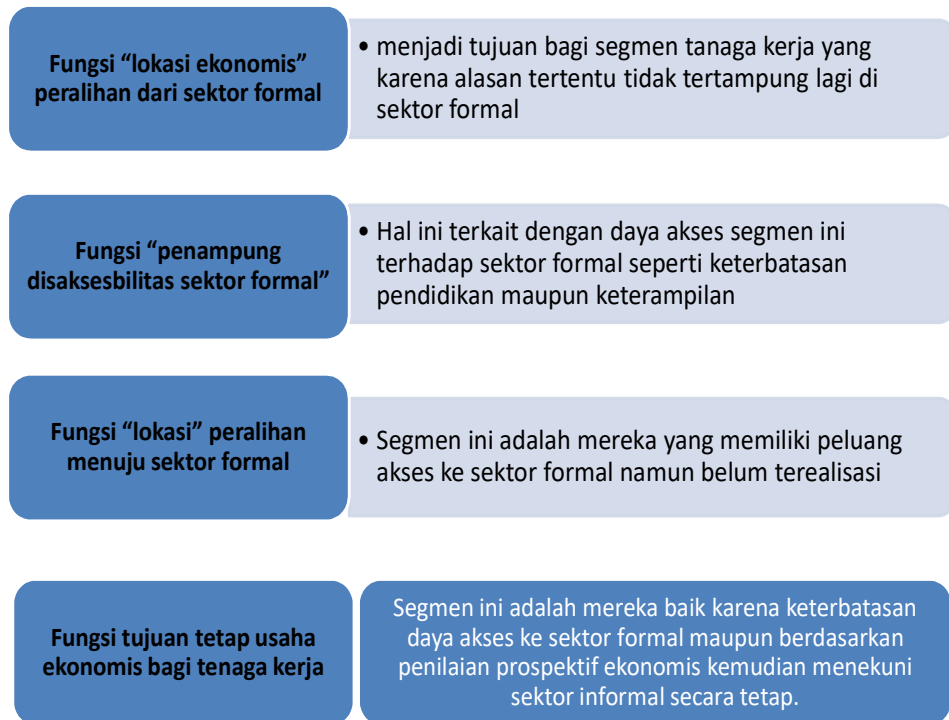 Fungsi “lokasi ekonomis”
peralihan dari sektor formal
• menjadi tujuan bagi segmen tanaga kerja yang
karena alasan tertentu tidak tertampung lagi di
sektor formal
Fungsi “penampung
disaksesbilitas sektor formal”
• Hal ini terkait dengan daya akses segmen ini
terhadap sektor formal seperti keterbatasan
pendidikan maupun keterampilan
Fungsi “lokasi” peralihan
menuju sektor formal
• Segmen ini adalah mereka yang memiliki peluang
akses ke sektor formal namun belum terealisasi
Fungsi tujuan tetap usaha
ekonomis bagi tenaga kerja
Segmen ini adalah mereka baik karena keterbatasan
daya akses ke sektor formal maupun berdasarkan
penilaian prospektif ekonomis kemudian menekuni
sektor informal secara tetap.